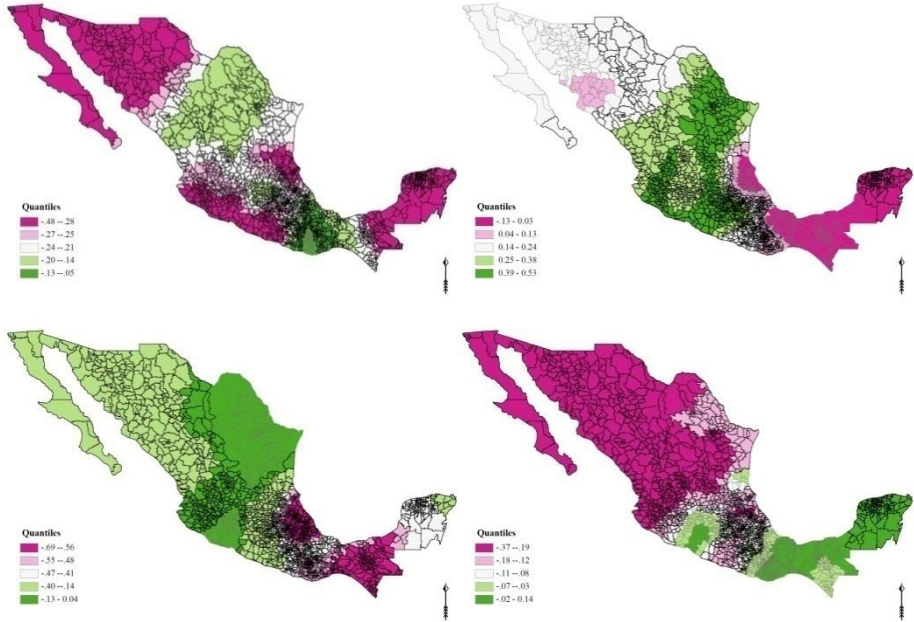 Quantiles
-.48 --.28
-.27 --.25
-.24 --.21
-.20 --.14
-.13 --.05
Quantiles
-.13 - 0.03
0.04 - 0.13
0.14 - 0.24
0.25 - 0.38
0.39 - 0.53
Quantiles
-.69 --.56
-.55 --.48
-.47 --.41
-.40 --.14
-.13 - 0.04
Quantiles
-.37 --.19
-.18 --.12
-.11 --.08
-.07 --.03
-.02 - 0.14